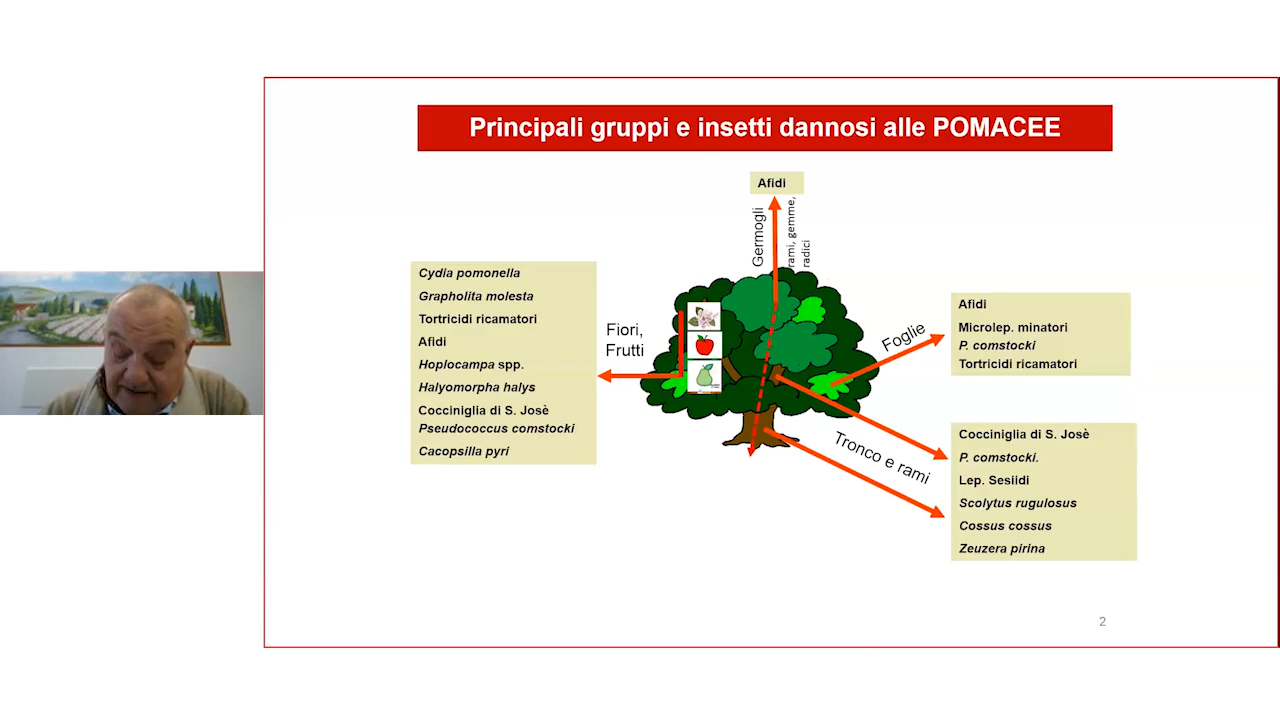 Principali gruppi e insetti dannosi alle POMACEE
Afidi
Germogli
rami, gemme,
radici
Cydia pomonella
Grapholita molesta
Tortricidi ricamatori
Afidi
Hoplocampa spp.
Halyomorpha halys
Cocciniglia di S. Josè
Pseudococcus comstocki
Cacopsilla pyri
Fiori,
Frutti
Foglie
Afidi
Microlep. minatori
P. comstocki
Tortricidi ricamatori
Tronco e rami
Cocciniglia di S. Josè
P. comstocki.
Lep. Sesiidi
Scolytus rugulosus
Cossus cossus
Zeuzera pirina
2